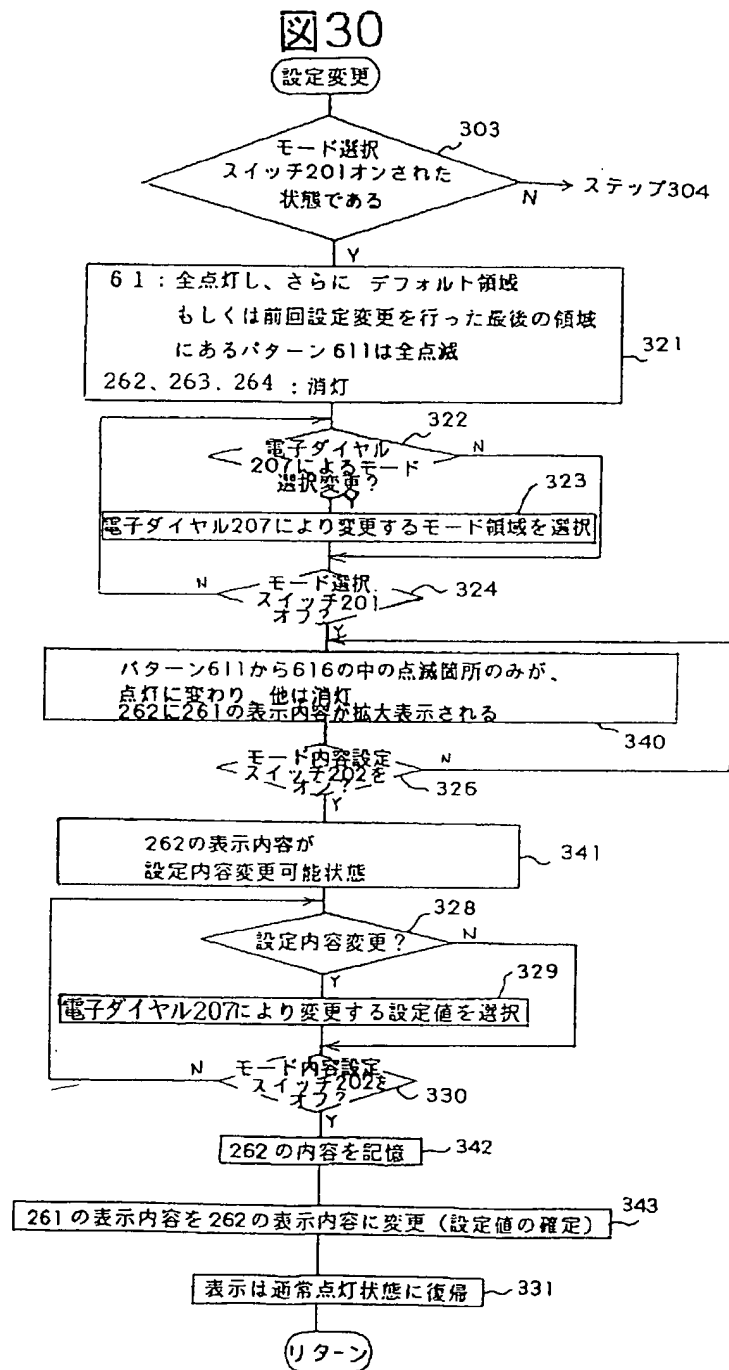 図30
設定変更
303
モード選択
スイッチ201オンされた
状態である
N
ステップ304
Y
61:全点灯し、さらに デフォルト領域
もしくは前回設定変更を行った最後の領域
にあるパターン611は全点滅
262、263.264:消灯
321
322
電子ダイヤル
207によるモード
選択変更?
N
Y
323
電子ダイヤル207により変更するモード領域を選択
モード選択
スイッチ201
オフ?
N
324
Y
パターン611から616の中の点滅箇所のみが、
点灯に変わり、他は消灯
262に261の表示内容が拡大表示される
340
モード内容設定
スイッチ202を
オン?
N
326
Y
262の表示内容が
設定内容変更可能状態
341
328
設定内容変更?
N
Y
329
電子ダイヤル207により変更する設定値を選択
モード内容設定
スイッチ202を
オフ?
N
330
Y
262の内容を記憶
342
261の表示内容を262の表示内容に変更(設定値の確定)
343
表示は通常点灯状態に復帰
331
リターン